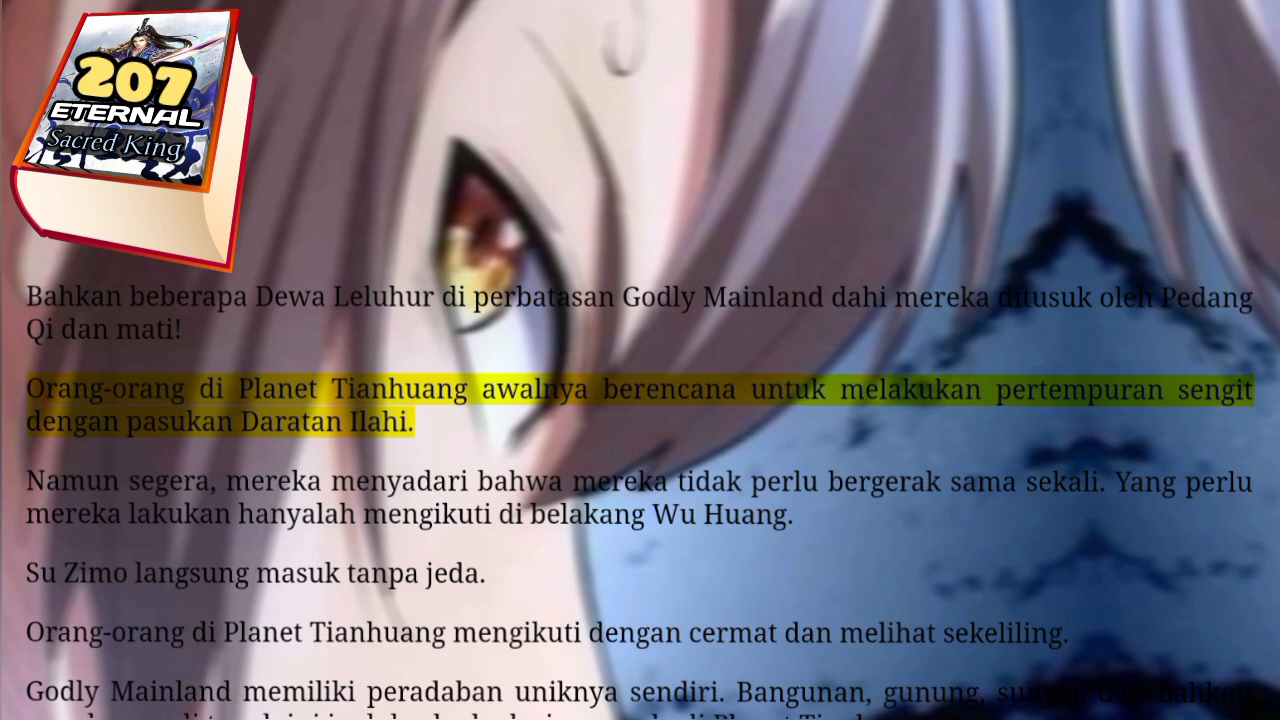 207
ETERNAL
Sacred King
Bahkan beberapa Dewa Leluhur di perbatasan Godly Mainland dahi mereka ditusuk oleh Pedang
Qi dan mati!
Orang-orang di Planet Tianhuang awalnya berencana untuk melakukan pertempuran sengit
dengan pasukan Daratan Ilahi.
Namun segera, mereka menyadari bahwa mereka tidak perlu bergerak sama sekali. Yang perlu
mereka lakukan hanyalah mengikuti di belakang Wu Huang.
Su Zimo langsung masuk tanpa jeda.
Orang-orang di Planet Tianhuang mengikuti dengan cermat dan melihat sekeliling.
Godly Mainland memiliki peradaban uniknya sendiri. Bangunan, gunung, sungai, dan bahkan